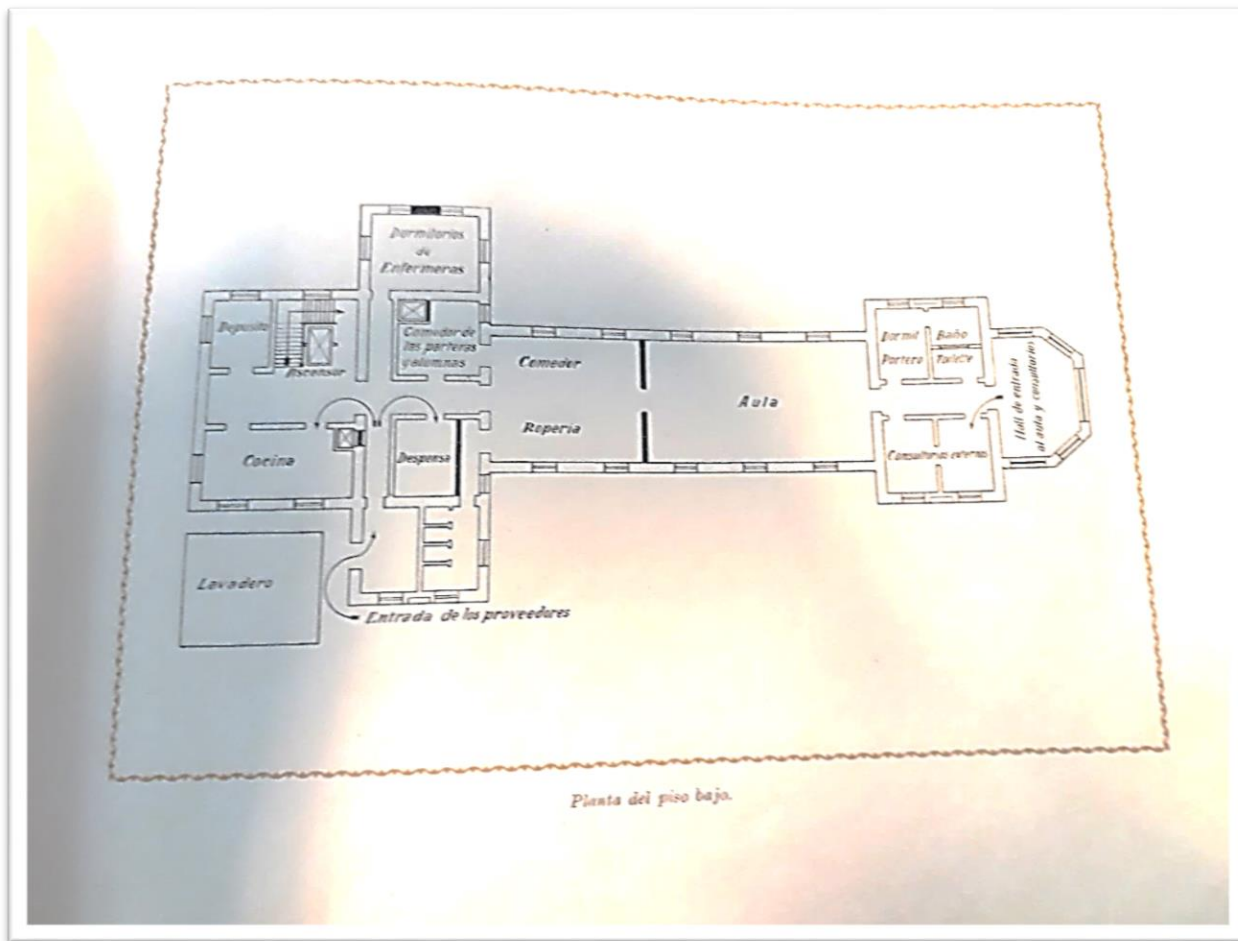 Dormitorios
de
Enfermeras
Deposito
Ascensor
Comedor de
las parteras
y alumnas
Comedor
Roperia
Aula
Dormit
Portero
Baño
Toilette
Hall de entrada
al aula y consultorios
Cocina
Despensa
Consultorios externos
Lavadero
Entrada de los proveedores
Planta del piso bajo.